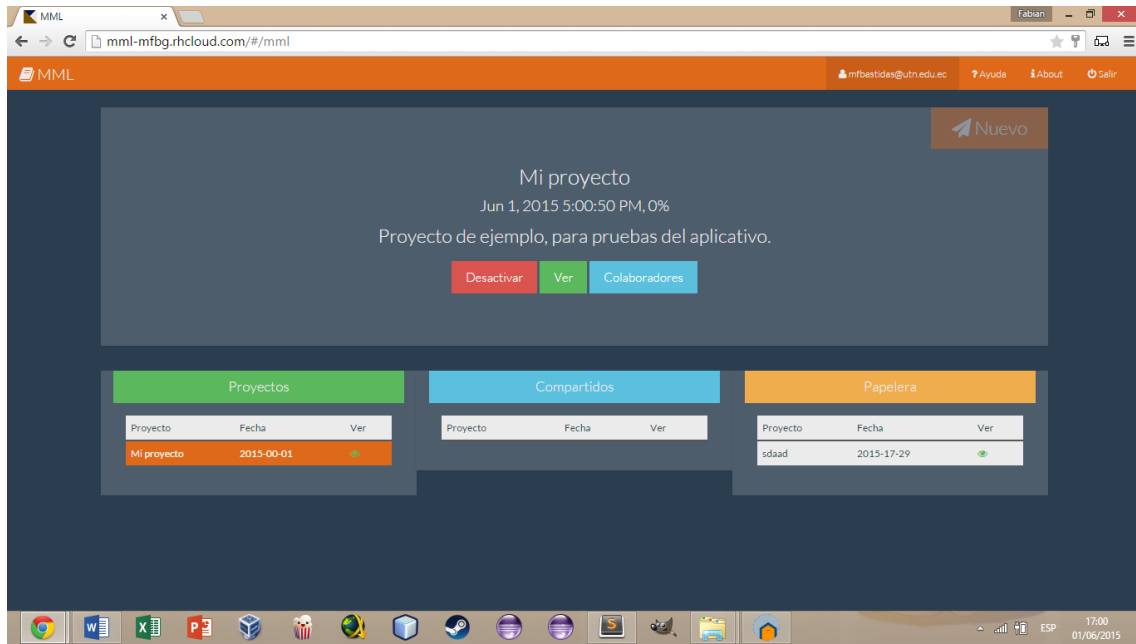 MML
Fabian
mml-mfbg.rhcloud.com/#/mml
MML
mfbastidas@utn.edu.ec
? Ayuda
i About
Salir
Nuevo
Mi proyecto
Jun 1, 2015 5:00:50 PM, 0%
Proyecto de ejemplo, para pruebas del aplicativo.
Desactivar
Ver
Colaboradores
Proyectos
Proyecto Fecha Ver
Mi proyecto 2015-00-01
Compartidos
Proyecto Fecha Ver
Papelera
Proyecto Fecha Ver
sdaad 2015-17-29
ESP
17:00
01/06/2015